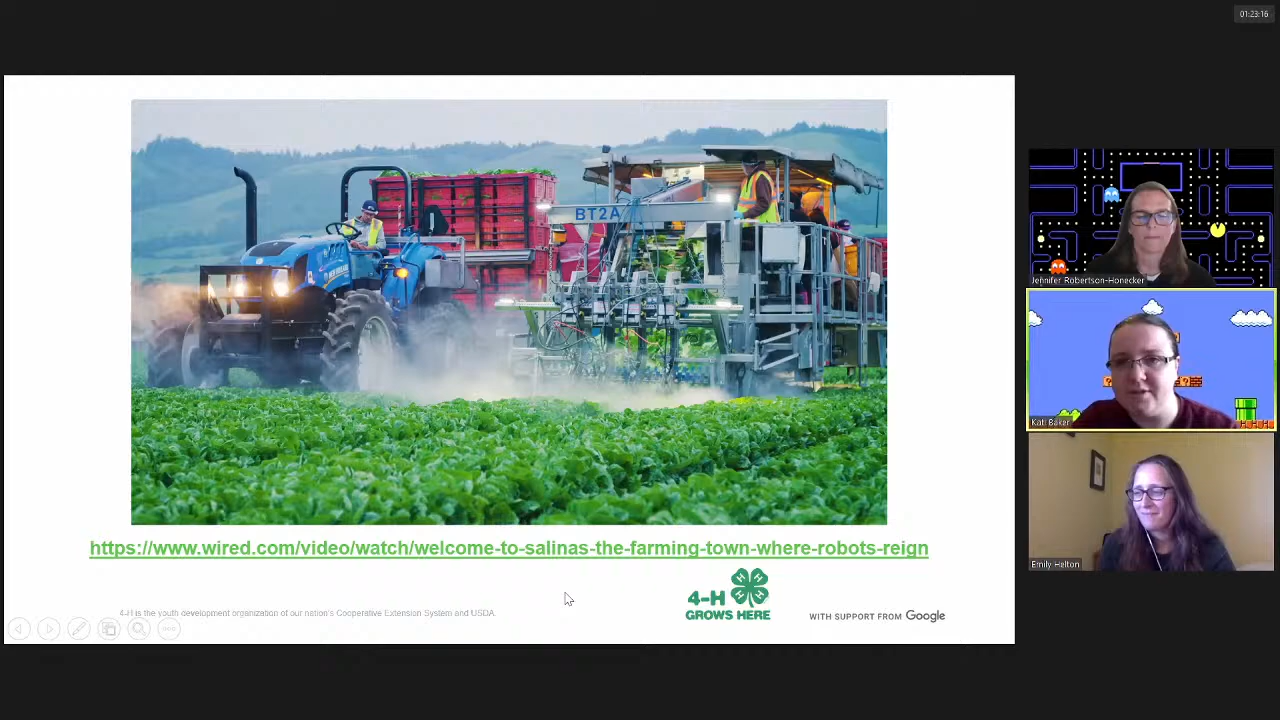 01:23:16
BT2A
Jennifer Robertson-Honecker
Kati Baker
Emily Helton
https://www.wired.com/video/watch/welcome-to-salinas-the-farming-town-where-robots-reign
4-H is the youth development organization of our nation's Cooperative Extension System and USDA.
H H
H H
4-H
GROWS HERE
WITH SUPPORT FROM Google